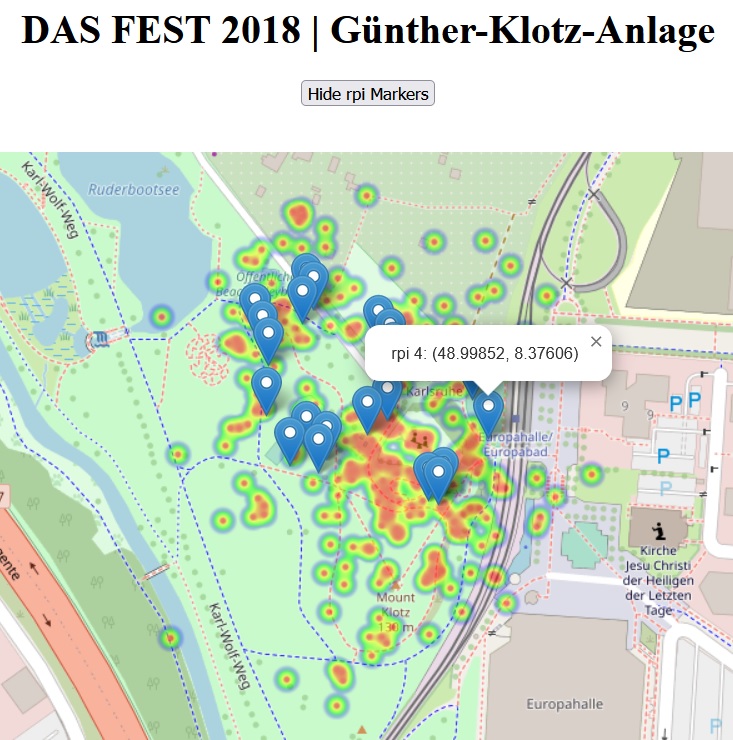 DAS FEST 2018 | Günther-Klotz-Anlage
Hide rpi Markers
Karl-Wolf-Weg
Ruderbootsee
rpi 4: (48.99852, 8.37606)
×
Karlsruhe
Europahalle/
Europabad
9
9
P
P
P
P
7
Kirche
Jesu Christi
der Heiligen
der Letzten
Tage
Mount
Klotz
130 m
Karl-Wolf-Weg
Europahalle
P